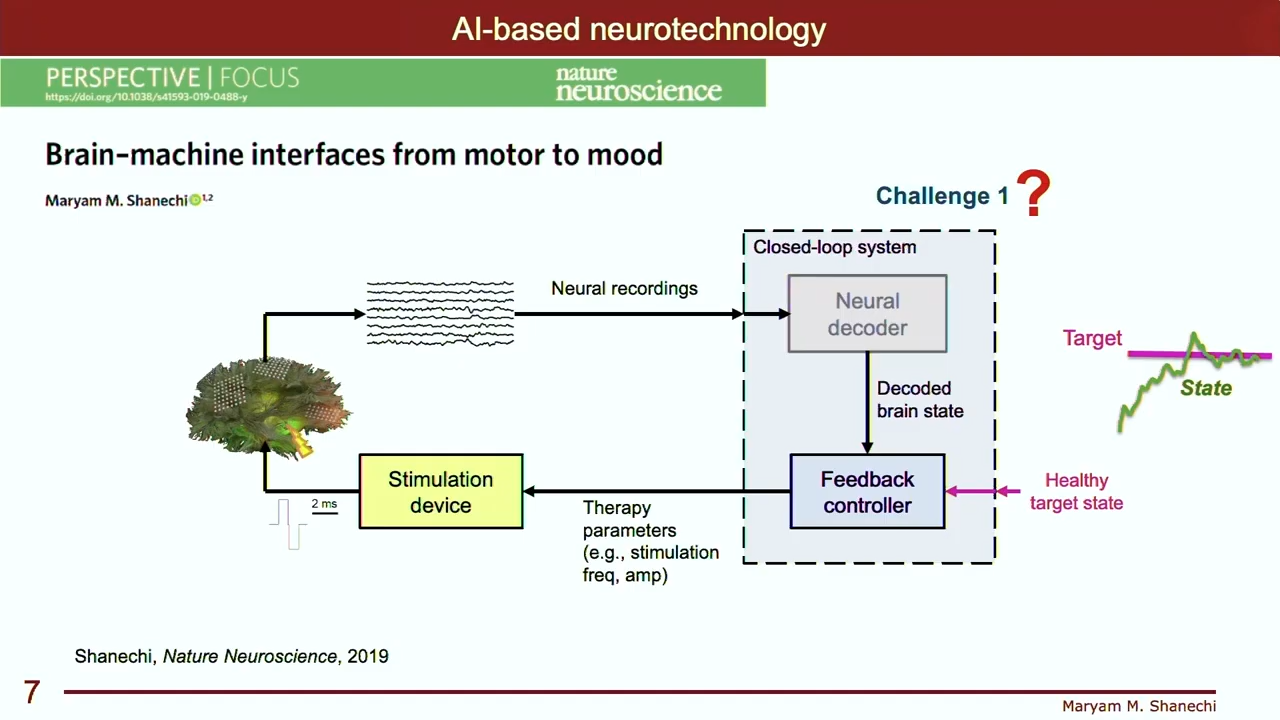 AI-based neurotechnology
PERSPECTIVE | FOCUS
https://doi.org/10.1038/s41593-019-0488-y
nature
neuroscience
Brain–machine interfaces from motor to mood
Maryam M. Shanechi iD 1,2
Challenge 1 ?
Closed-loop system
Neural recordings
Neural
decoder
Target
State
Decoded
brain state
Stimulation
device
Feedback
controller
Healthy
target state
2 ms
Therapy
parameters
(e.g., stimulation
freq, amp)
Shanechi, Nature Neuroscience, 2019
7
Maryam M. Shanechi